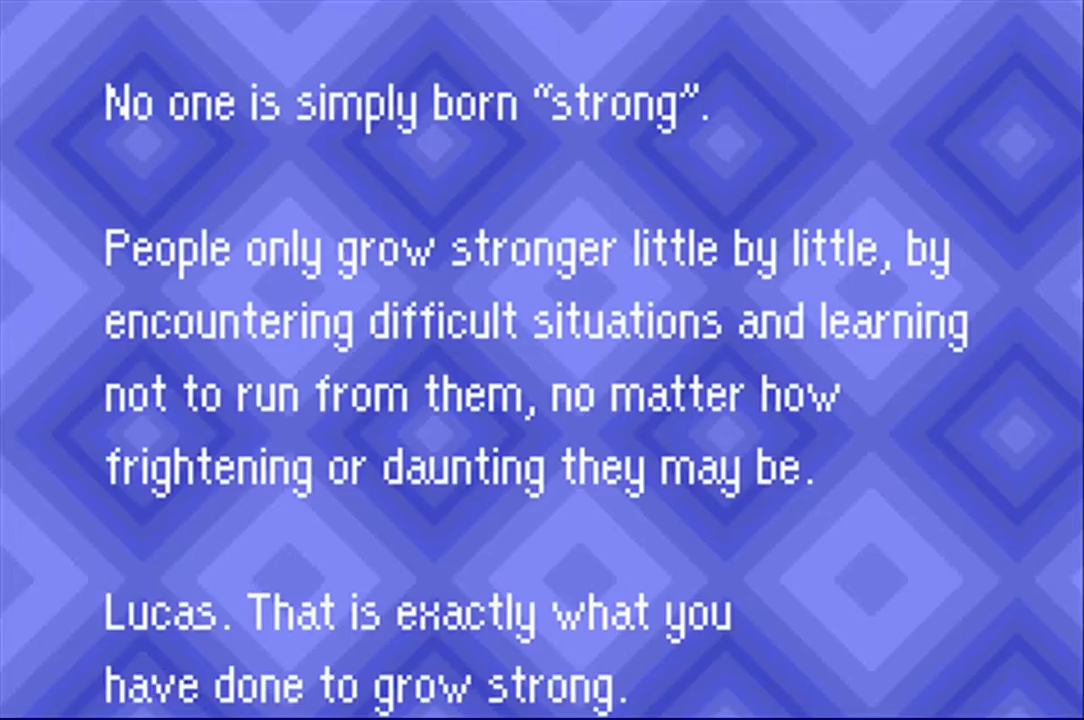 No one is simply born “strong”.
People only grow stronger little by little, by
encountering difficult situations and learning
not to run from them, no matter how
frightening or daunting they may be.
Lucas. That is exactly what you
have done to grow strong.